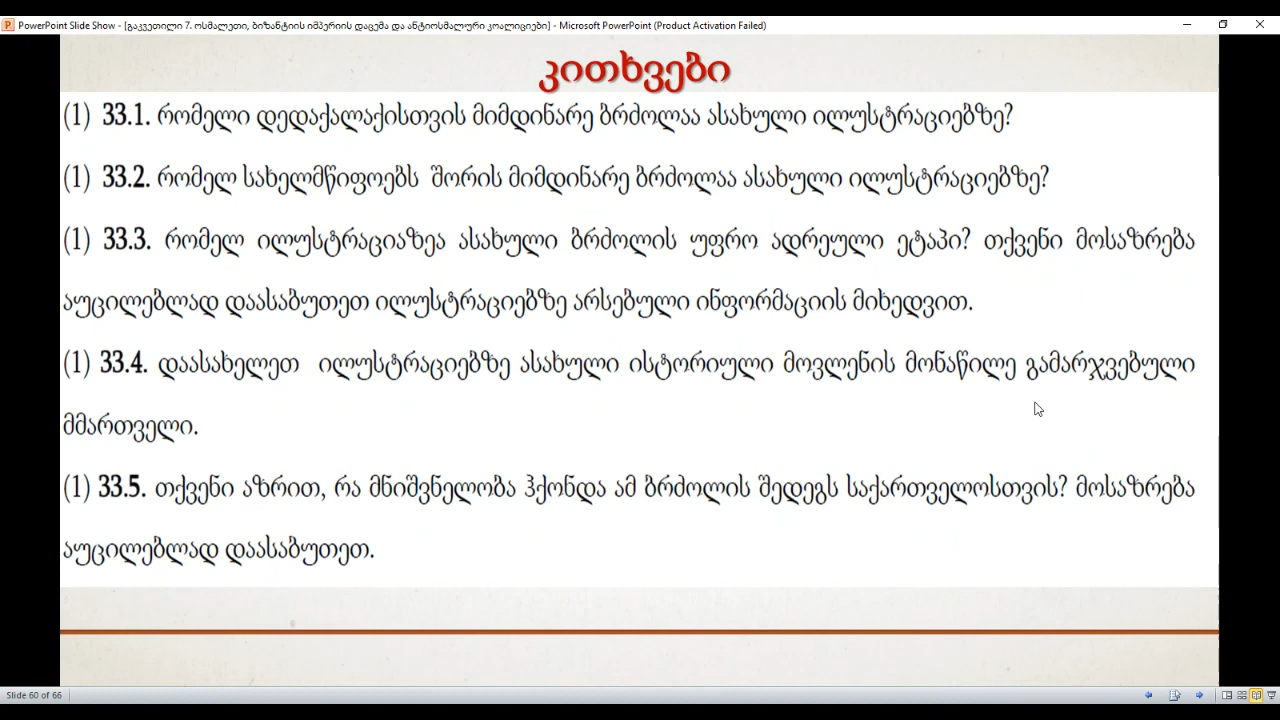 PowerPoint Slide Show - [გაკვეთილი 7. ოსმალეთი, ბიზანტიის იმპერიის დაცემა და ანტიოსმალური კოალიციები] - Microsoft PowerPoint (Product Activation Failed)
კითხვები
(1) 33.1. რომელი დედაქალაქისთვის მიმდინარე ბრძოლაა ასახული ილუსტრაციებზე?
(1) 33.2. რომელ სახელმწიფოებს შორის მიმდინარე ბრძოლაა ასახული ილუსტრაციებზე?
(1) 33.3. რომელ ილუსტრაციაზეა ასახული ბრძოლის უფრო ადრეული ეტაპი? თქვენი მოსაზრება
აუცილებლად დაასაბუთეთ ილუსტრაციებზე არსებული ინფორმაციის მიხედვით.
(1) 33.4. დაასახელეთ ილუსტრაციებზე ასახული ისტორიული მოვლენის მონაწილე გამარჯვებული
მმართველი.
(1) 33.5. თქვენი აზრით, რა მნიშვნელობა ჰქონდა ამ ბრძოლის შედეგს საქართველოსთვის? მოსაზრება
აუცილებლად დაასაბუთეთ.
Slide 60 of 66